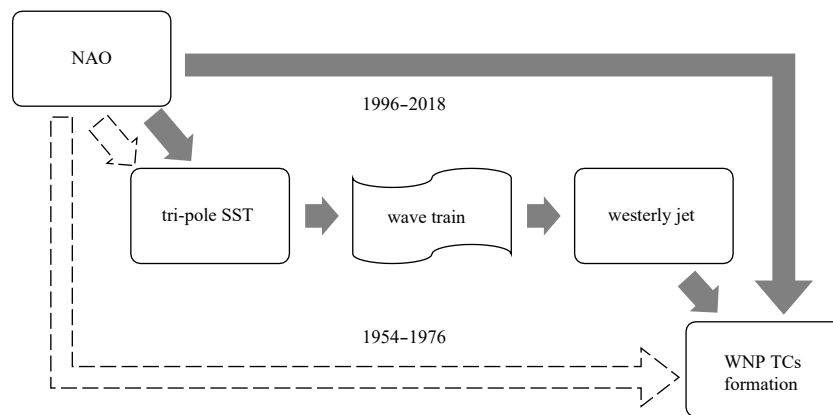 NAO
1996–2018
tri-pole SST
wave train
westerly jet
1954–1976
WNP TCs
formation